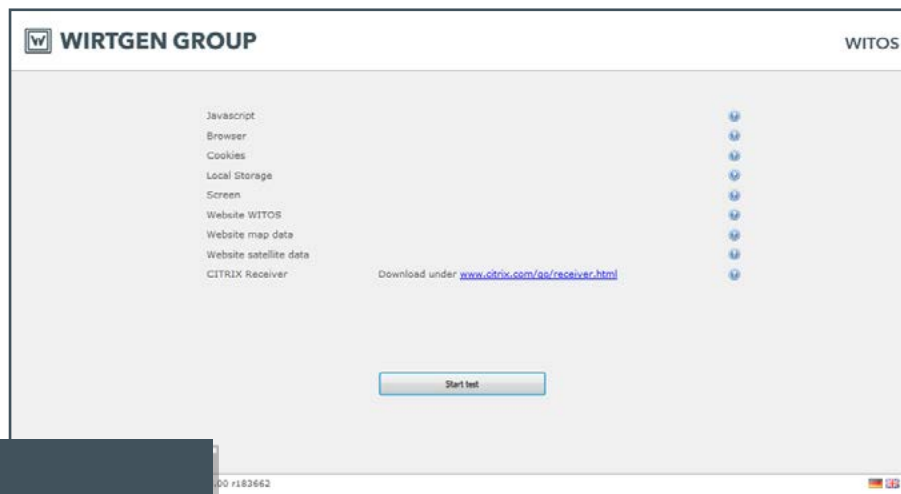 W WIRTGEN GROUP
WITOS
Javascript
Browser
Cookies
Local Storage
Screen
Website WITOS
Website map data
Website satellite data
CITRIX Receiver Download under www.citrix.com/go/receiver.html
Start test
.00 r183662